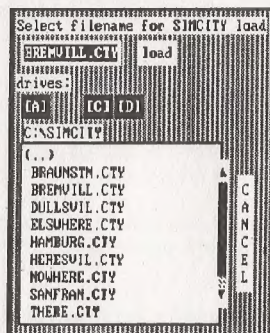 Select filename for SIMCITY load
BREMVILL.CTY load
drives:
[A] [C] [D]
C:\SIMCITY
(..)
BRAUNSTN.CTY
BREMVILL.CTY
DULLSVIL.CTY
ELSWHERE.CTY
HAMBURG.CTY
HERESVIL.CTY
NOWHERE.CTY
SANFRAN.CTY
THERE.CTY
CANCEL